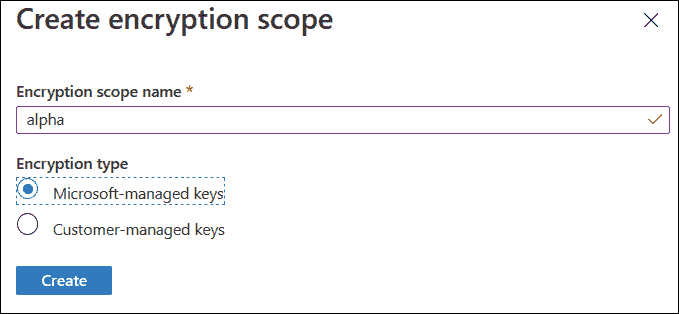 Create encryption scope
Encryption scope name *
alpha
Encryption type
Microsoft-managed keys
Customer-managed keys
Create